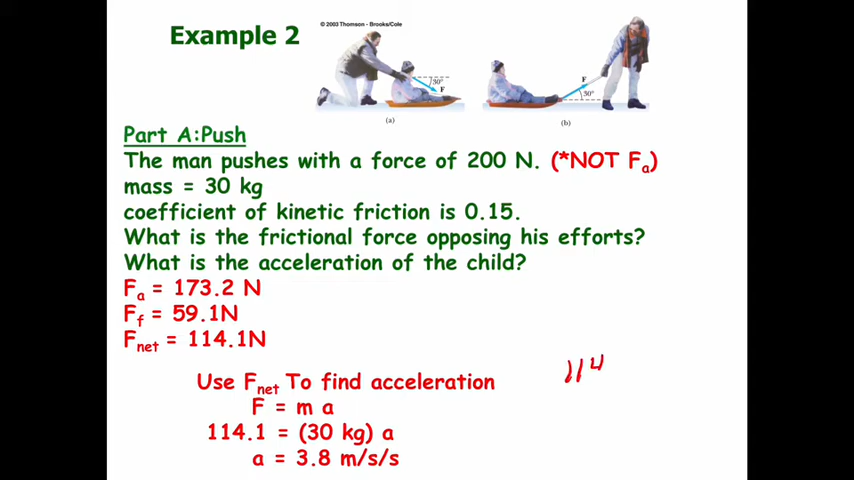 © 2003 Thomson - Brooks/Cole
Example 2
30°
F
F
30°
(a)
(b)
Part A:Push
The man pushes with a force of 200 N. (*NOT Fa)
mass = 30 kg
coefficient of kinetic friction is 0.15.
What is the frictional force opposing his efforts?
What is the acceleration of the child?
Fa = 173.2 N
Ff = 59.1N
Fnet = 114.1N
Use Fnet To find acceleration
114
F = m a
114.1 = (30 kg) a
a = 3.8 m/s/s